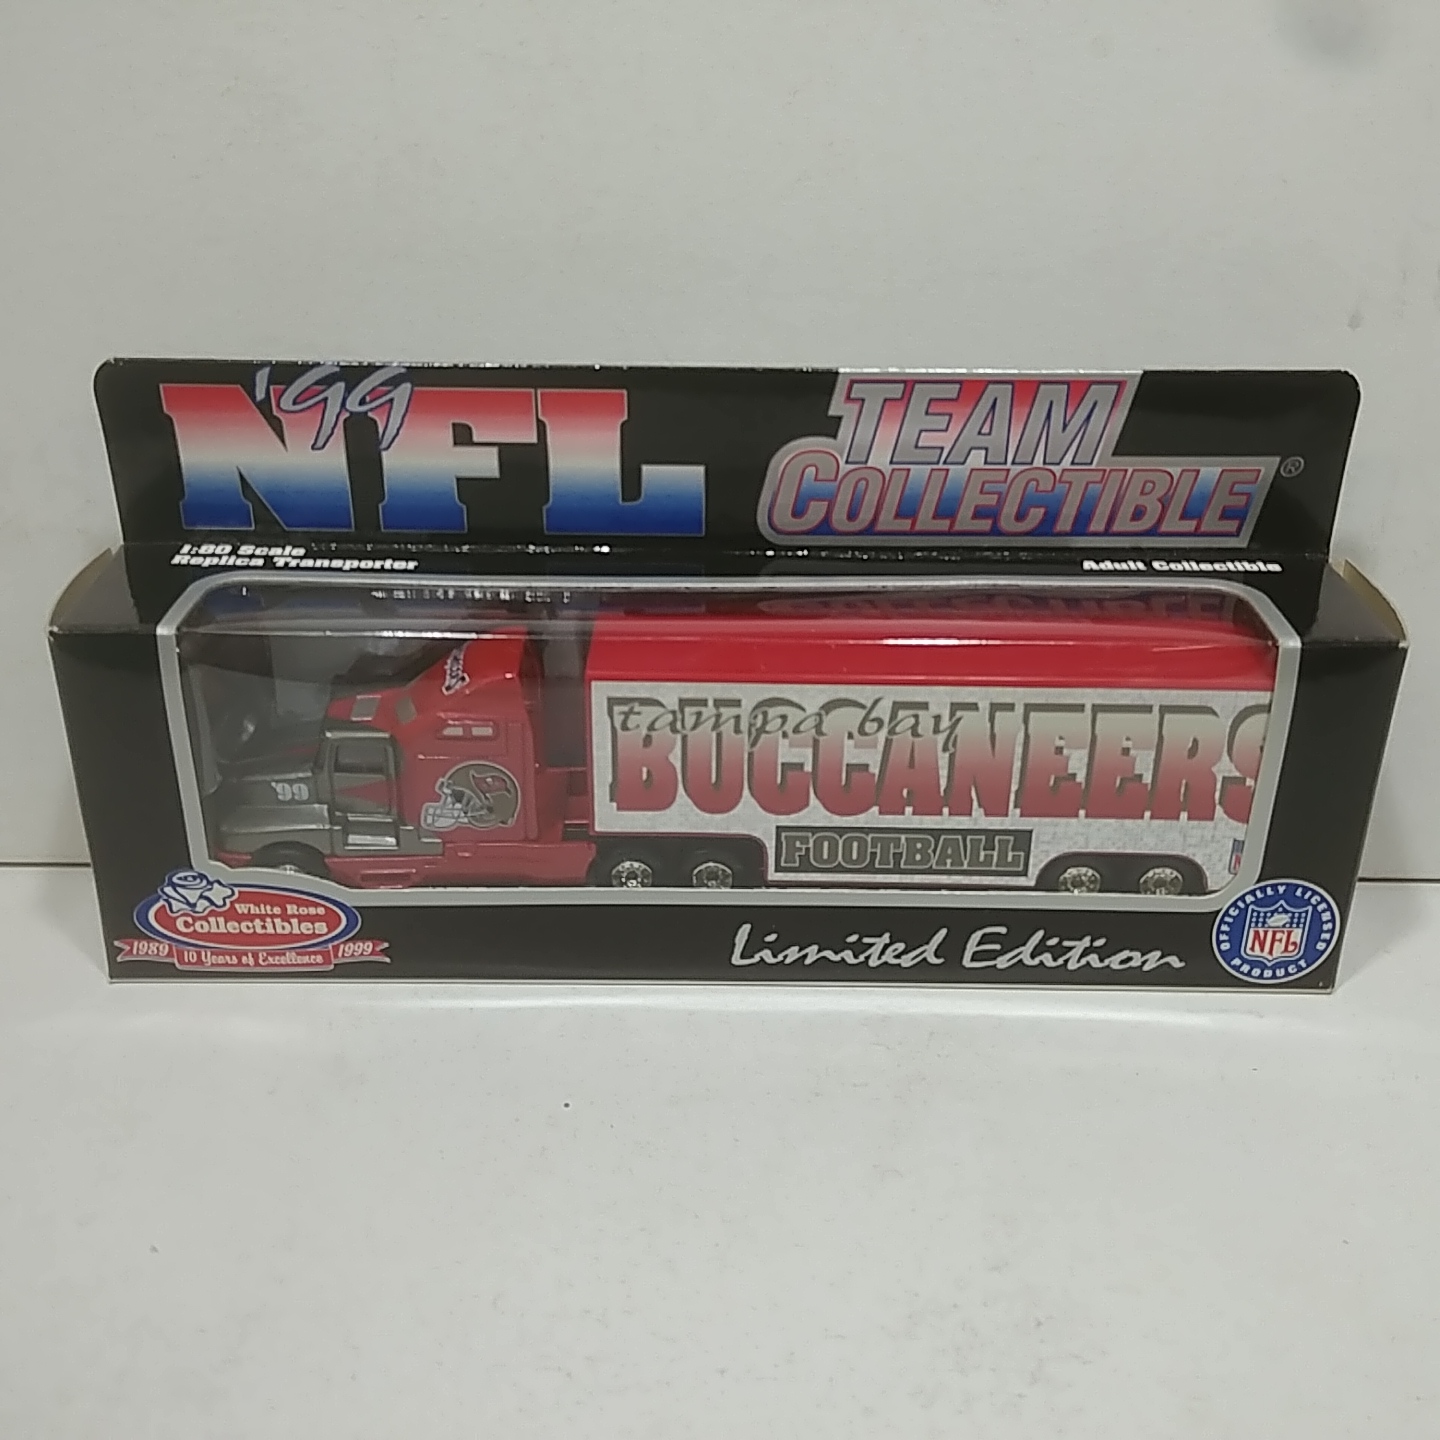 '99
NFL
TEAM
COLLECTIBLE®
1:80 Scale
Replica Transporter
Adult Collectible
tampa bay
BUCCANEERS
'99
FOOTBALL
White Rose
Collectibles
1989 10 Years of Excellence 1999
Limited Edition
OFFICIALLY LICENSED
NFL
PRODUCT